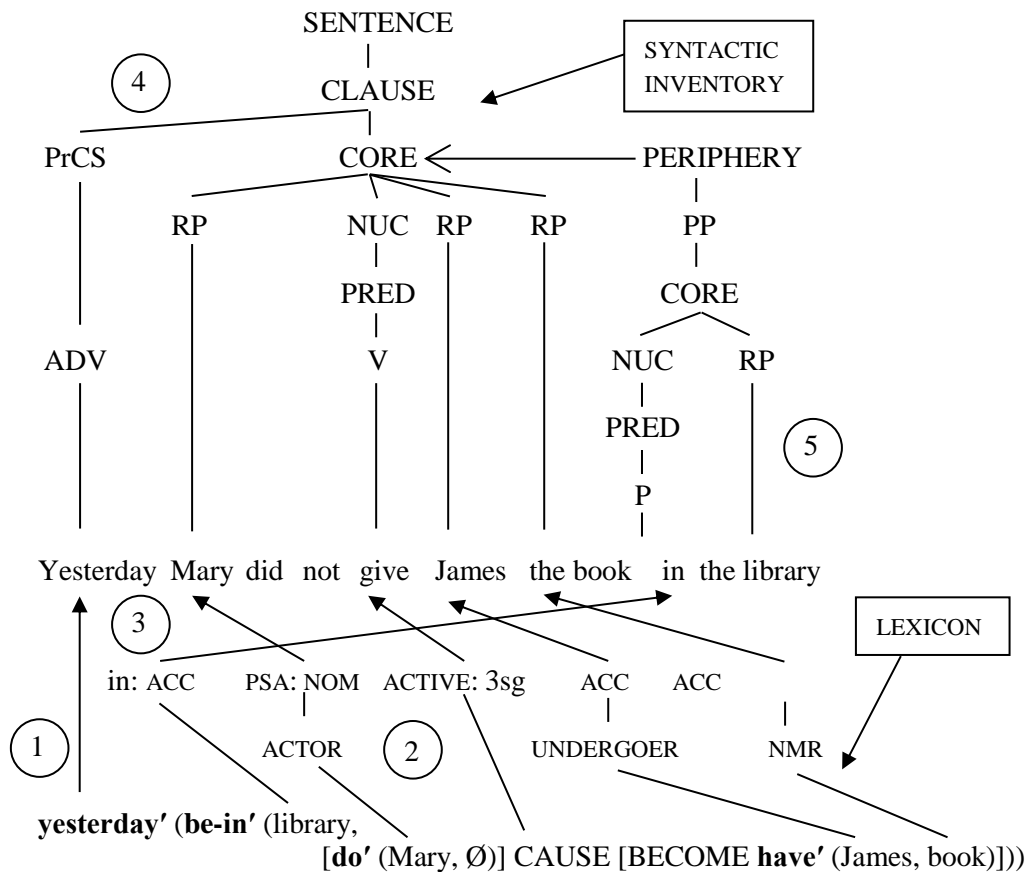 SENTENCE
SYNTACTIC
INVENTORY
4
CLAUSE
PrCS CORE PERIPHERY
RP NUC RP RP PP
PRED CORE
ADV V NUC RP
PRED
5
P
Yesterday Mary did not give James the book in the library
3
LEXICON
in: ACC PSA: NOM ACTIVE: 3sg ACC ACC
1 ACTOR 2 UNDERGOER NMR
yesterday′ (be-in′ (library,
[do′ (Mary, Ø)] CAUSE [BECOME have′ (James, book)]))